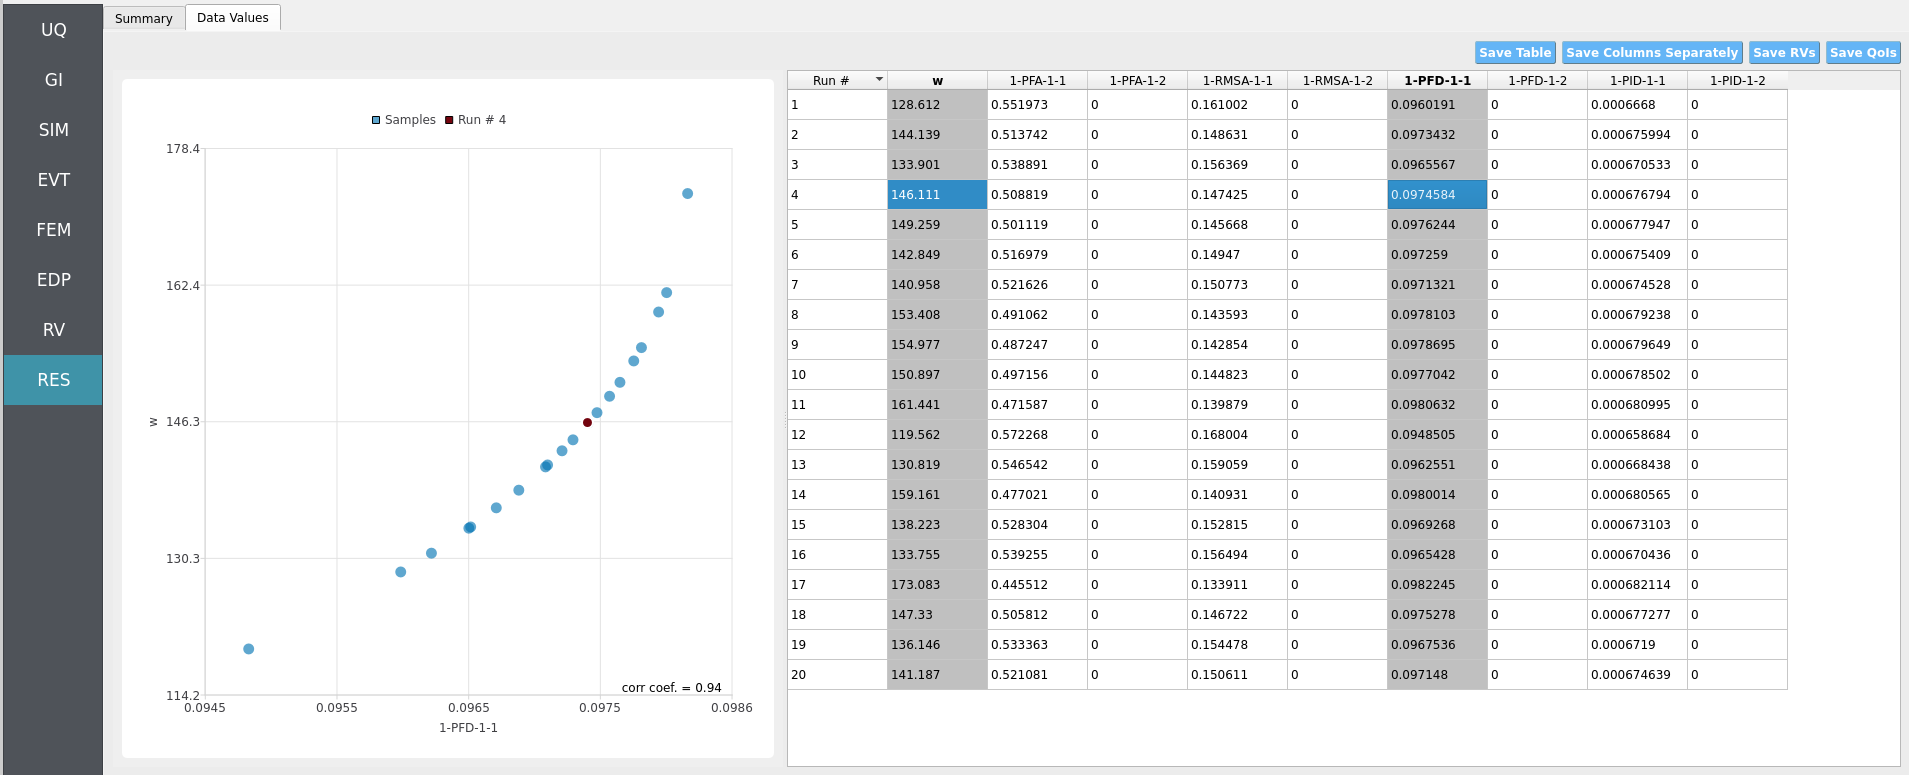 UQ
GI
SIM
EVT
FEM
EDP
RV
RES
Summary Data Values
Save Table Save Columns Separately Save RVs Save QoIs
Samples Run # 4
178.4
162.4
146.3
130.3
114.2
w
corr coef. = 0.94
0.0945 0.0955 0.0965 0.0975 0.0986
1-PFD-1-1
Run # w 1-PFA-1-1 1-PFA-1-2 1-RMSA-1-1 1-RMSA-1-2 1-PFD-1-1 1-PFD-1-2 1-PID-1-1 1-PID-1-2
1 128.612 0.551973 0 0.161002 0 0.0960191 0 0.0006668 0
2 144.139 0.513742 0 0.148631 0 0.0973432 0 0.000675994 0
3 133.901 0.538891 0 0.156369 0 0.0965567 0 0.000670533 0
4 146.111 0.508819 0 0.147425 0 0.0974584 0 0.000676794 0
5 149.259 0.501119 0 0.145668 0 0.0976244 0 0.000677947 0
6 142.849 0.516979 0 0.14947 0 0.097259 0 0.000675409 0
7 140.958 0.521626 0 0.150773 0 0.0971321 0 0.000674528 0
8 153.408 0.491062 0 0.143593 0 0.0978103 0 0.000679238 0
9 154.977 0.487247 0 0.142854 0 0.0978695 0 0.000679649 0
10 150.897 0.497156 0 0.144823 0 0.0977042 0 0.000678502 0
11 161.441 0.471587 0 0.139879 0 0.0980632 0 0.000680995 0
12 119.562 0.572268 0 0.168004 0 0.0948505 0 0.000658684 0
13 130.819 0.546542 0 0.159059 0 0.0962551 0 0.000668438 0
14 159.161 0.477021 0 0.140931 0 0.0980014 0 0.000680565 0
15 138.223 0.528304 0 0.152815 0 0.0969268 0 0.000673103 0
16 133.755 0.539255 0 0.156494 0 0.0965428 0 0.000670436 0
17 173.083 0.445512 0 0.133911 0 0.0982245 0 0.000682114 0
18 147.33 0.505812 0 0.146722 0 0.0975278 0 0.000677277 0
19 136.146 0.533363 0 0.154478 0 0.0967536 0 0.0006719 0
20 141.187 0.521081 0 0.150611 0 0.097148 0 0.000674639 0